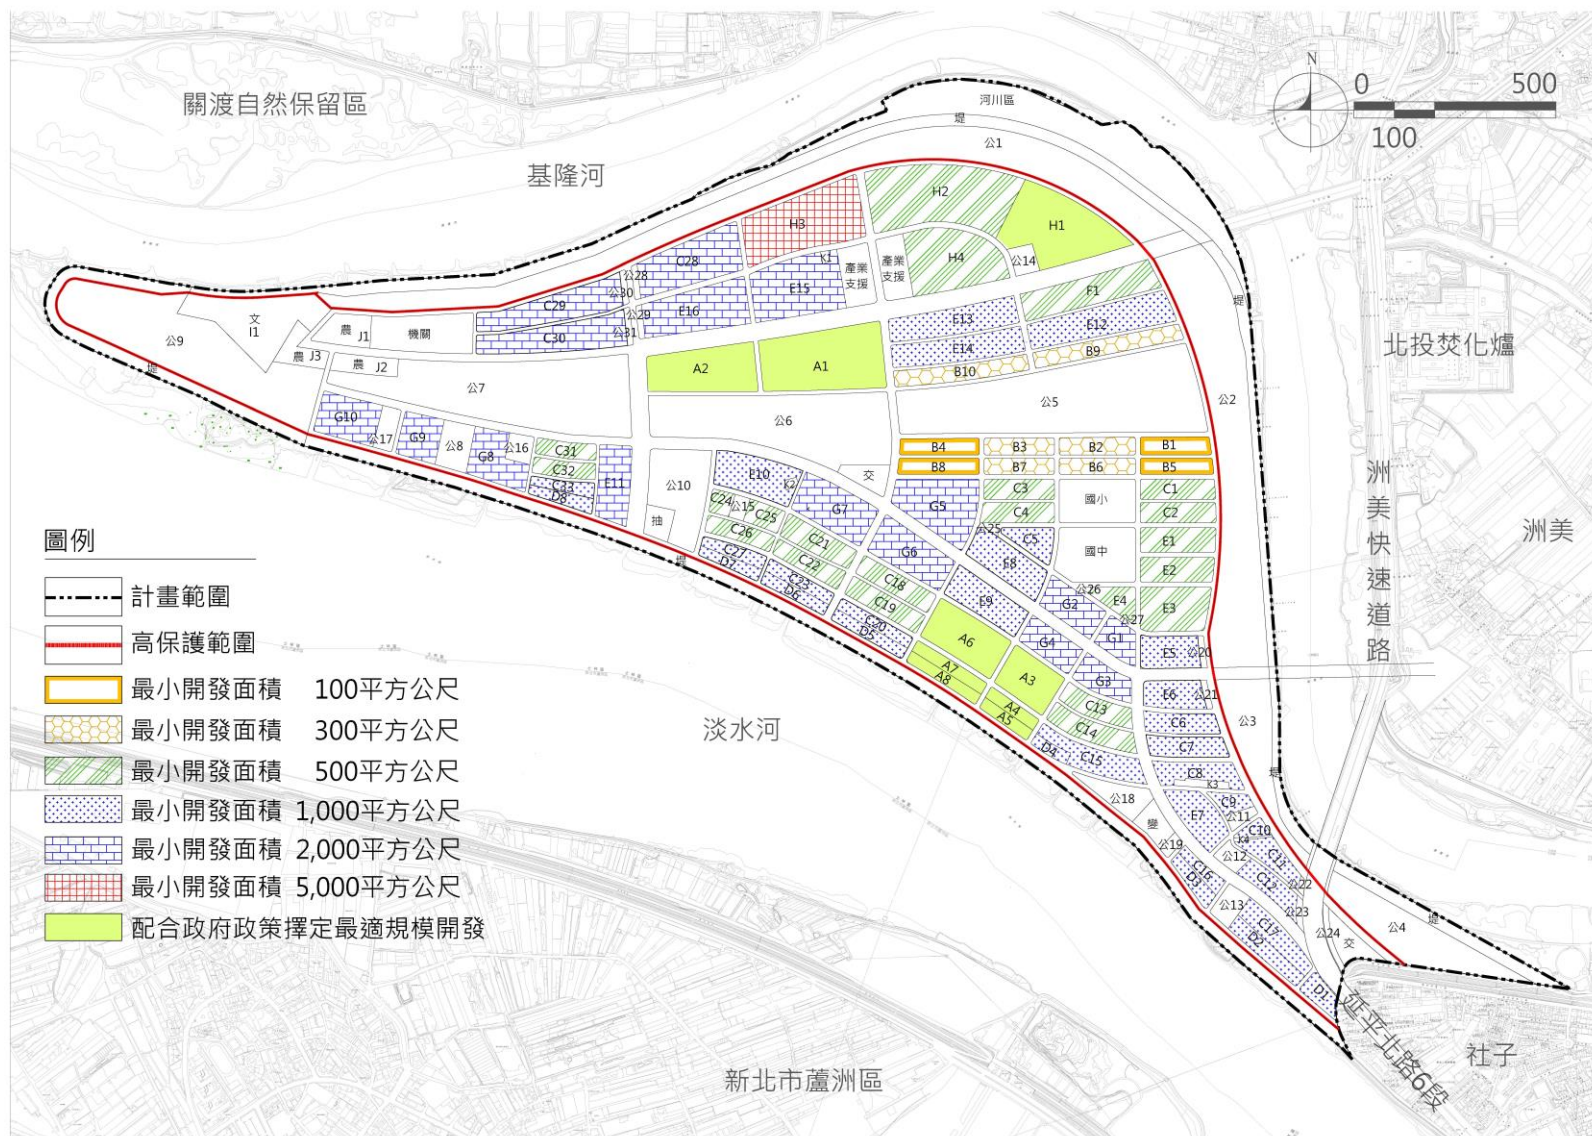 關渡自然保留區
基隆河
河川區
堤
公1
N
0
500
100
H2
H1
H3
公14
H4
K1
產業
支援
產業
支援
C28
公28
公30
C29
E15
E16
公29
公31
C30
F1
E13
E12
E14
B9
B10
堤
北投焚化爐
文
I1
農
J1
機關
公9
農
J3
農
J2
堤
公7
A2
A1
公5
公2
公6
G10
公17
G9
公8
G8
公16
C31
C32
C33
D8
E11
公10
抽
堤
E10
K2
交
B4
B3
B2
B1
B8
B7
B6
B5
C24
公15
C25
C26
C27
D7
G7
G5
C3
國小
C1
C4
C2
公25
C5
國中
E1
C21
C22
C23
D6
G6
E8
E2
C18
C19
C20
D5
E9
公26
G2
E4
E3
公27
G1
洲美快速道路
洲美
A6
A7
A8
G4
A3
G3
A4
A5
E5
公20
E6
公21
C13
C14
C6
C7
公3
D4
C15
C8
K3
堤
公18
變
公19
E7
C9
公11
C10
K4
C11
公12
C12
公22
C16
D3
公13
公23
C17
D2
公24
交
公4
堤
D1
淡水河
圖例
計畫範圍
高保護範圍
最小開發面積 100平方公尺
最小開發面積 300平方公尺
最小開發面積 500平方公尺
最小開發面積 1,000平方公尺
最小開發面積 2,000平方公尺
最小開發面積 5,000平方公尺
配合政府政策擇定最適規模開發
延平北路6段
社子
新北市蘆洲區